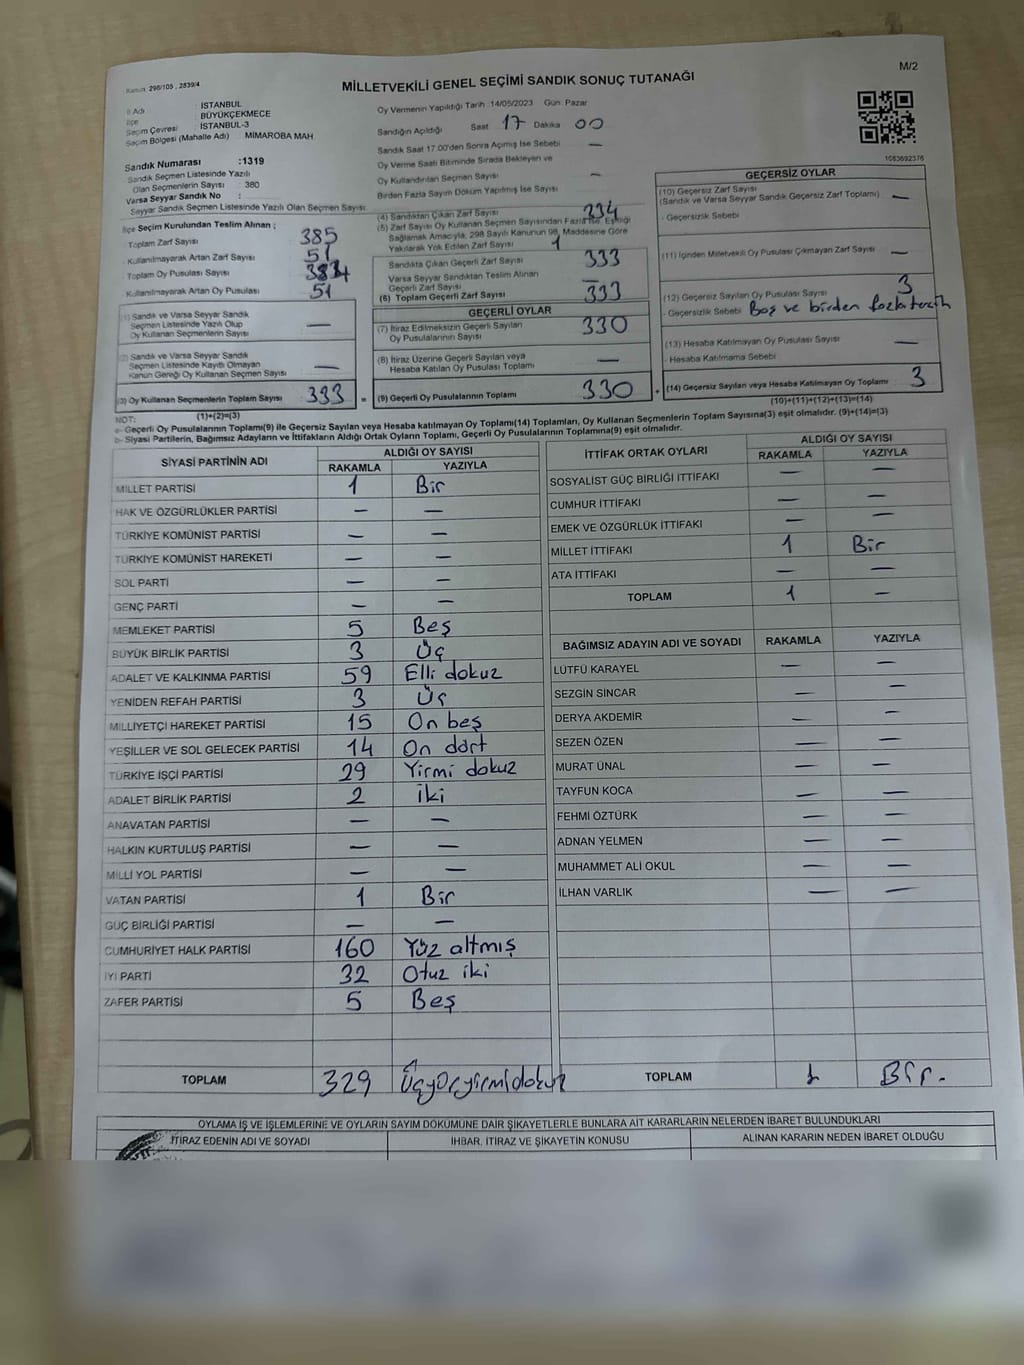 M/2
Kanun 298/105 , 2839/4
MİLLETVEKİLİ GENEL SEÇİMİ SANDIK SONUÇ TUTANAĞI
İl Adı : İSTANBUL
İlçe : BÜYÜKÇEKMECE
Seçim Çevresi : İSTANBUL-3
Seçim Bölgesi (Mahalle Adı) : MİMAROBA MAH
Sandık Numarası :1319
Sandık Seçmen Listesinde Yazılı
Olan Seçmenlerin Sayısı : 380
Varsa Seyyar Sandık No :
Seyyar Sandık Seçmen Listesinde Yazılı Olan Seçmen Sayısı:
İlçe Seçim Kurulundan Teslim Alınan ;
Toplam Zarf Sayısı 385
Kullanılmayarak Artan Zarf Sayısı 51
Toplam Oy Pusulası Sayısı
Kullanılmayarak Artan Oy Pusulası 51
(1) Sandık ve Varsa Seyyar Sandık
Seçmen Listesinde Yazılı Olup
Oy Kullanan Seçmenlerin Sayısı —
(2) Sandık ve Varsa Seyyar Sandık
Seçmen Listesinde Kayıtlı Olmayan
Kanun Gereği Oy Kullanan Seçmen Sayısı —
(3) Oy Kullanan Seçmenlerin Toplam Sayısı 333 =
(1)+(2)=(3)
Oy Vermenin Yapıldığı Tarih :14/05/2023 Gün: Pazar
Sandığın Açıldığı Saat 17 Dakika 00
Sandık Saat 17:00'den Sonra Açılmış İse Sebebi —
Oy Verme Saati Bitiminde Sırada Bekleyen ve
Oy Kullandırılan Seçmen Sayısı —
Birden Fazla Sayım Döküm Yapılmış İse Sayısı
(4) Sandıktan Çıkan Zarf Sayısı 334
(5) Zarf Sayısı Oy Kullanan Seçmen Sayısından Fazla İse, Eşitliği
Sağlamak Amacıyla, 298 Sayılı Kanunun 98. Maddesine Göre
Yakılarak Yok Edilen Zarf Sayısı 1
Sandıkta Çıkan Geçerli Zarf Sayısı 333
Varsa Seyyar Sandıktan Teslim Alınan
Geçerli Zarf Sayısı —
(6) Toplam Geçerli Zarf Sayısı 333
GEÇERLİ OYLAR
(7) İtiraz Edilmeksizin Geçerli Sayılan
Oy Pusulalarının Sayısı 330
(8) İtiraz Üzerine Geçerli Sayılan veya
Hesaba Katılan Oy Pusulası Toplamı —
(9) Geçerli Oy Pusulalarının Toplamı 330 +
1083692376
GEÇERSİZ OYLAR
(10) Geçersiz Zarf Sayısı
(Sandık ve Varsa Seyyar Sandık Geçersiz Zarf Toplamı) —
- Geçersizlik Sebebi
(11) İçinden Milletvekili Oy Pusulası Çıkmayan Zarf Sayısı —
(12) Geçersiz Sayılan Oy Pusulası Sayısı 3
- Geçersizlik Sebebi Boş ve birden fazla tercih
(13) Hesaba Katılmayan Oy Pusulası Sayısı —
- Hesaba Katılmama Sebebi
(14) Geçersiz Sayılan veya Hesaba Katılmayan Oy Toplamı 3
(10)+(11)+(12)+(13)=(14)
NOT:
a- Geçerli Oy Pusulalarının Toplamı(9) ile Geçersiz Sayılan veya Hesaba katılmayan Oy Toplamı(14) Toplamları, Oy Kullanan Seçmenlerin Toplam Sayısına(3) eşit olmalıdır. (9)+(14)=(3)
b- Siyasi Partilerin, Bağımsız Adayların ve İttifakların Aldığı Ortak Oyların Toplamı, Geçerli Oy Pusulalarının Toplamına(9) eşit olmalıdır.
SİYASİ PARTİNİN ADI ALDIĞI OY SAYISI
RAKAMLA YAZIYLA
MİLLET PARTİSİ 1 Bir
HAK VE ÖZGÜRLÜKLER PARTİSİ — —
TÜRKİYE KOMÜNİST PARTİSİ — —
TÜRKİYE KOMÜNİST HAREKETİ — —
SOL PARTİ — —
GENÇ PARTİ — —
MEMLEKET PARTİSİ 5 Beş
BÜYÜK BİRLİK PARTİSİ 3 Üç
ADALET VE KALKINMA PARTİSİ 59 Elli dokuz
YENİDEN REFAH PARTİSİ 3 Üç
MİLLİYETÇİ HAREKET PARTİSİ 15 On beş
YEŞİLLER VE SOL GELECEK PARTİSİ 14 On dört
TÜRKİYE İŞÇİ PARTİSİ 29 Yirmi dokuz
ADALET BİRLİK PARTİSİ 2 İki
ANAVATAN PARTİSİ — —
HALKIN KURTULUŞ PARTİSİ — —
MİLLİ YOL PARTİSİ — —
VATAN PARTİSİ 1 Bir
GÜÇ BİRLİĞİ PARTİSİ — —
CUMHURİYET HALK PARTİSİ 160 Yüz altmış
İYİ PARTİ 32 Otuz iki
ZAFER PARTİSİ 5 Beş
TOPLAM 329 Üçyüzyirmidokuz
İTTİFAK ORTAK OYLARI ALDIĞI OY SAYISI
RAKAMLA YAZIYLA
SOSYALİST GÜÇ BİRLİĞİ İTTİFAKI — —
CUMHUR İTTİFAKI — —
EMEK VE ÖZGÜRLÜK İTTİFAKI — —
MİLLET İTTİFAKI 1 Bir
ATA İTTİFAKI — —
TOPLAM 1 —
BAĞIMSIZ ADAYIN ADI VE SOYADI RAKAMLA YAZIYLA
LÜTFÜ KARAYEL — —
SEZGİN SİNCAR — —
DERYA AKDEMİR — —
SEZEN ÖZEN — —
MURAT ÜNAL — —
TAYFUN KOCA — —
FEHMİ ÖZTÜRK — —
ADNAN YELMEN — —
MUHAMMET ALİ OKUL — —
İLHAN VARLIK — —
TOPLAM 1 Bir.
OYLAMA İŞ VE İŞLEMLERİNE VE OYLARIN SAYIM DÖKÜMÜNE DAİR ŞİKAYETLERLE BUNLARA AİT KARARLARIN NELERDEN İBARET BULUNDUKLARI
İTİRAZ EDENİN ADI VE SOYADI İHBAR, İTİRAZ VE ŞİKAYETİN KONUSU ALINAN KARARIN NEDEN İBARET OLDUĞU